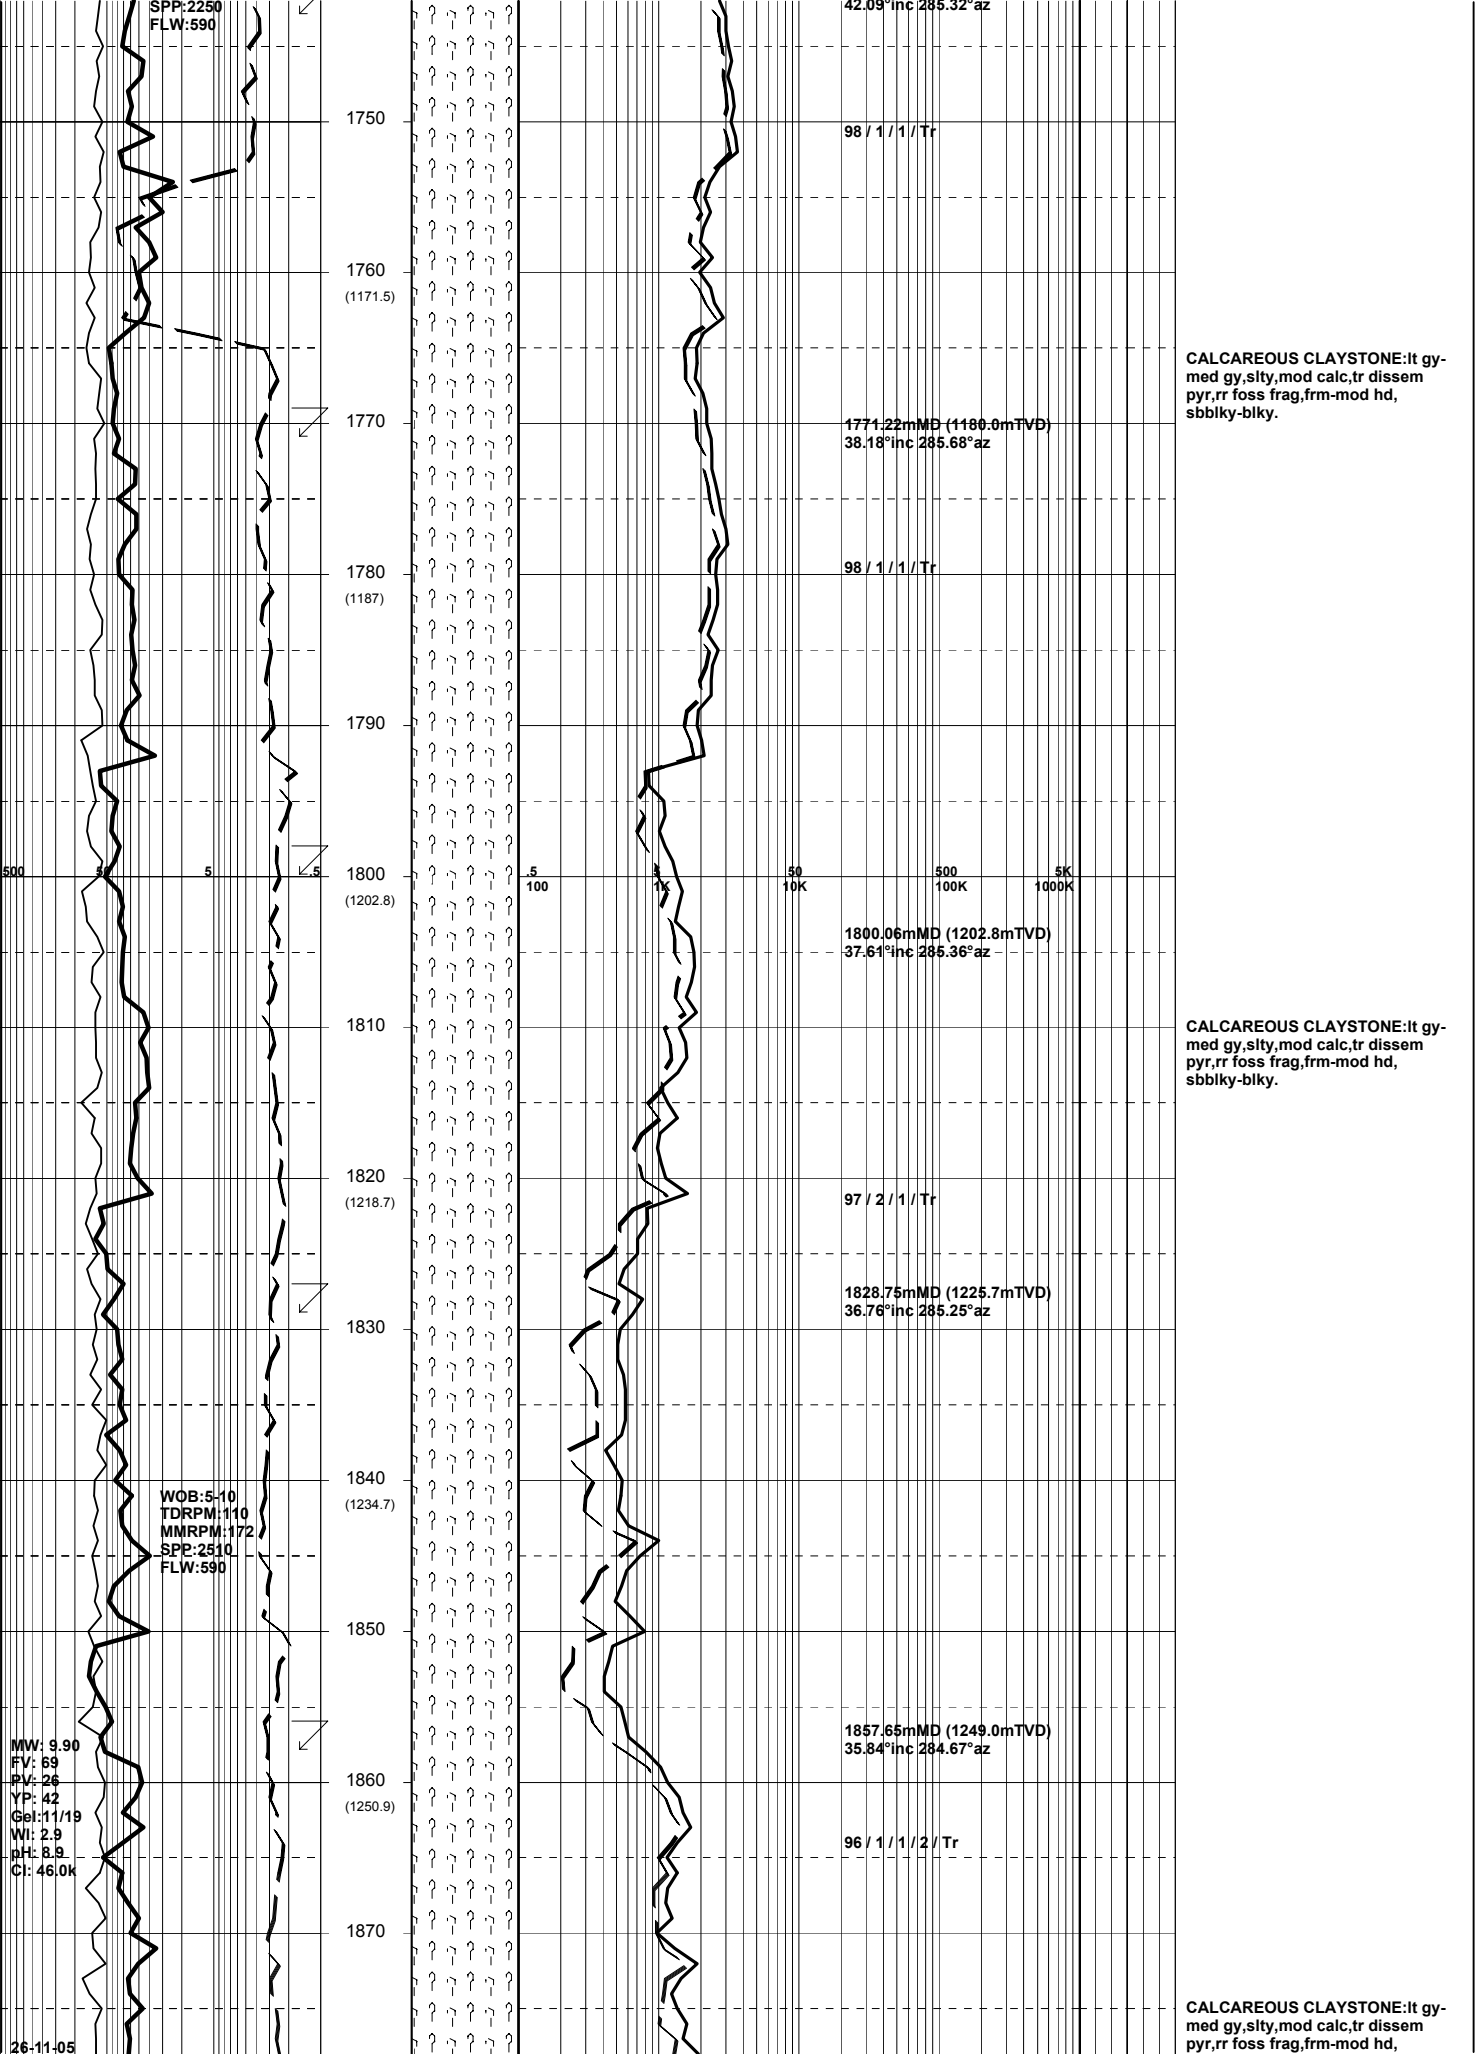 SPP:2250
FLW:590
42.09°inc 285.32°az
1750
98 / 1 / 1 / Tr
1760
(1171.5)
CALCAREOUS CLAYSTONE:lt gy-
med gy,slty,mod calc,tr dissem
pyr,rr foss frag,frm-mod hd,
sbblky-blky.
1770
1771.22mMD (1180.0mTVD)
38.18°inc 285.68°az
1780
(1187)
98 / 1 / 1 / Tr
1790
500 50 5 .5
1800
(1202.8)
.5 5 50 500 5K
100 1K 10K 100K 1000K
1800.06mMD (1202.8mTVD)
37.61°inc 285.36°az
1810
CALCAREOUS CLAYSTONE:lt gy-
med gy,slty,mod calc,tr dissem
pyr,rr foss frag,frm-mod hd,
sbblky-blky.
1820
(1218.7)
97 / 2 / 1 / Tr
1828.75mMD (1225.7mTVD)
36.76°inc 285.25°az
1830
1840
(1234.7)
WOB:5-10
TDRPM:110
MMRPM:172
SPP:2510
FLW:590
1850
1857.65mMD (1249.0mTVD)
35.84°inc 284.67°az
MW: 9.90
FV: 69
PV: 26
YP: 42
Gel:11/19
Wl: 2.9
pH: 8.9
Cl: 46.0k
1860
(1250.9)
96 / 1 / 1 / 2 / Tr
1870
CALCAREOUS CLAYSTONE:lt gy-
med gy,slty,mod calc,tr dissem
pyr,rr foss frag,frm-mod hd,
26-11-05